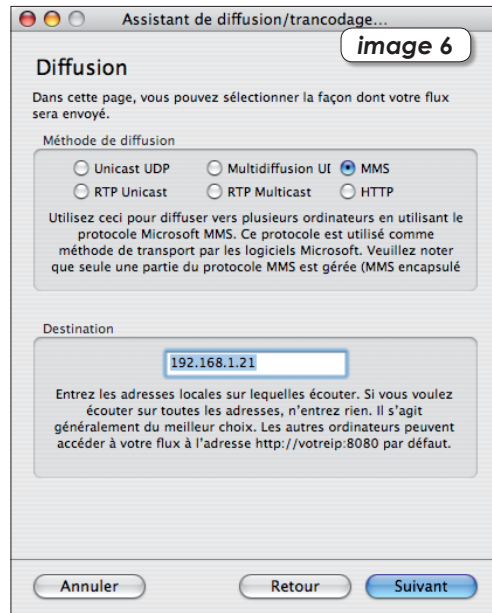 Assistant de diffusion/trancodage...
image 6
Diffusion
Dans cette page, vous pouvez sélectionner la façon dont votre flux
sera envoyé.
Méthode de diffusion
Unicast UDP Multidiffusion UI MMS
RTP Unicast RTP Multicast HTTP
Utilisez ceci pour diffuser vers plusieurs ordinateurs en utilisant le
protocole Microsoft MMS. Ce protocole est utilisé comme
méthode de transport par les logiciels Microsoft. Veuillez noter
que seule une partie du protocole MMS est gérée (MMS encapsulé
Destination
192.168.1.21
Entrez les adresses locales sur lequelles écouter. Si vous voulez
écouter sur toutes les adresses, n'entrez rien. Il s'agit
généralement du meilleur choix. Les autres ordinateurs peuvent
accéder à votre flux à l'adresse http://votreip:8080 par défaut.
Annuler Retour Suivant